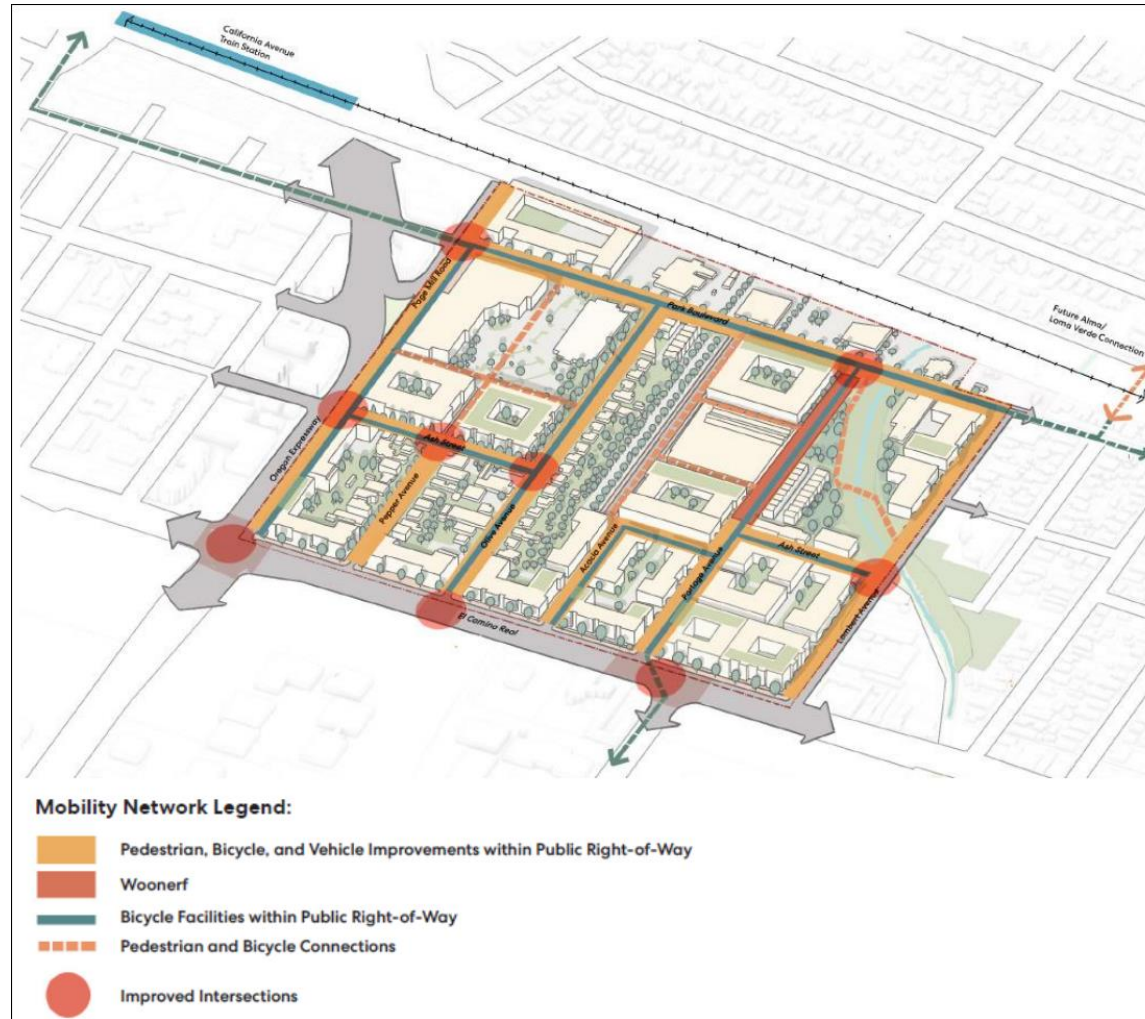 California Avenue
Train Station
Future Alma/
Loma Verde Connection
Page Mill Road
Park Boulevard
Oregon Expressway
Ash Street
Pepper Avenue
Olive Avenue
Acacia Avenue
Portage Avenue
Ash Street
Lambert Avenue
El Camino Real
Mobility Network Legend:
Pedestrian, Bicycle, and Vehicle Improvements within Public Right-of-Way
Woonerf
Bicycle Facilities within Public Right-of-Way
Pedestrian and Bicycle Connections
Improved Intersections